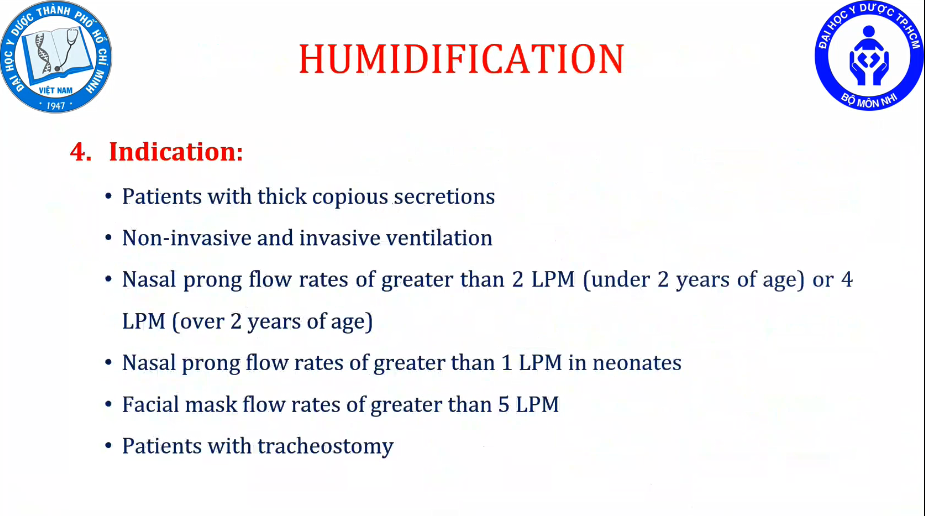 ĐẠI HỌC Y DƯỢC THÀNH PHỐ HỒ CHÍ MINH
VIỆT NAM
1947
HUMIDIFICATION
ĐẠI HỌC Y DƯỢC TP.HCM
BỘ MÔN NHI
4. Indication:
• Patients with thick copious secretions
• Non-invasive and invasive ventilation
• Nasal prong flow rates of greater than 2 LPM (under 2 years of age) or 4
LPM (over 2 years of age)
• Nasal prong flow rates of greater than 1 LPM in neonates
• Facial mask flow rates of greater than 5 LPM
• Patients with tracheostomy